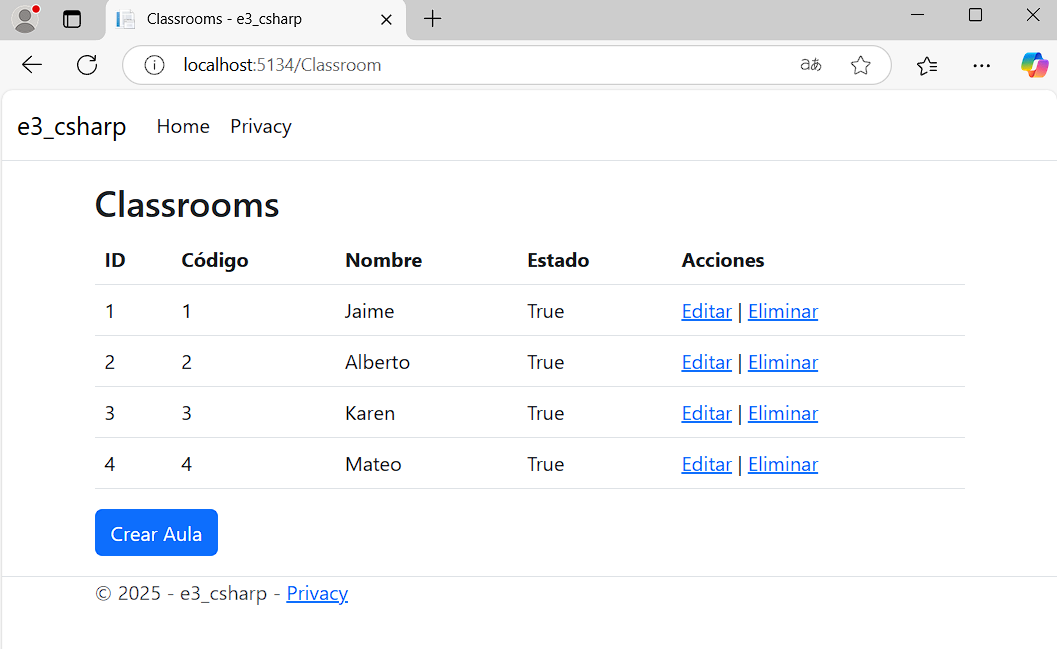 Classrooms - e3_csharp
localhost:5134/Classroom
aあ
e3_csharp Home Privacy
Classrooms
ID Código Nombre Estado Acciones
1 1 Jaime True Editar | Eliminar
2 2 Alberto True Editar | Eliminar
3 3 Karen True Editar | Eliminar
4 4 Mateo True Editar | Eliminar
Crear Aula
© 2025 - e3_csharp - Privacy